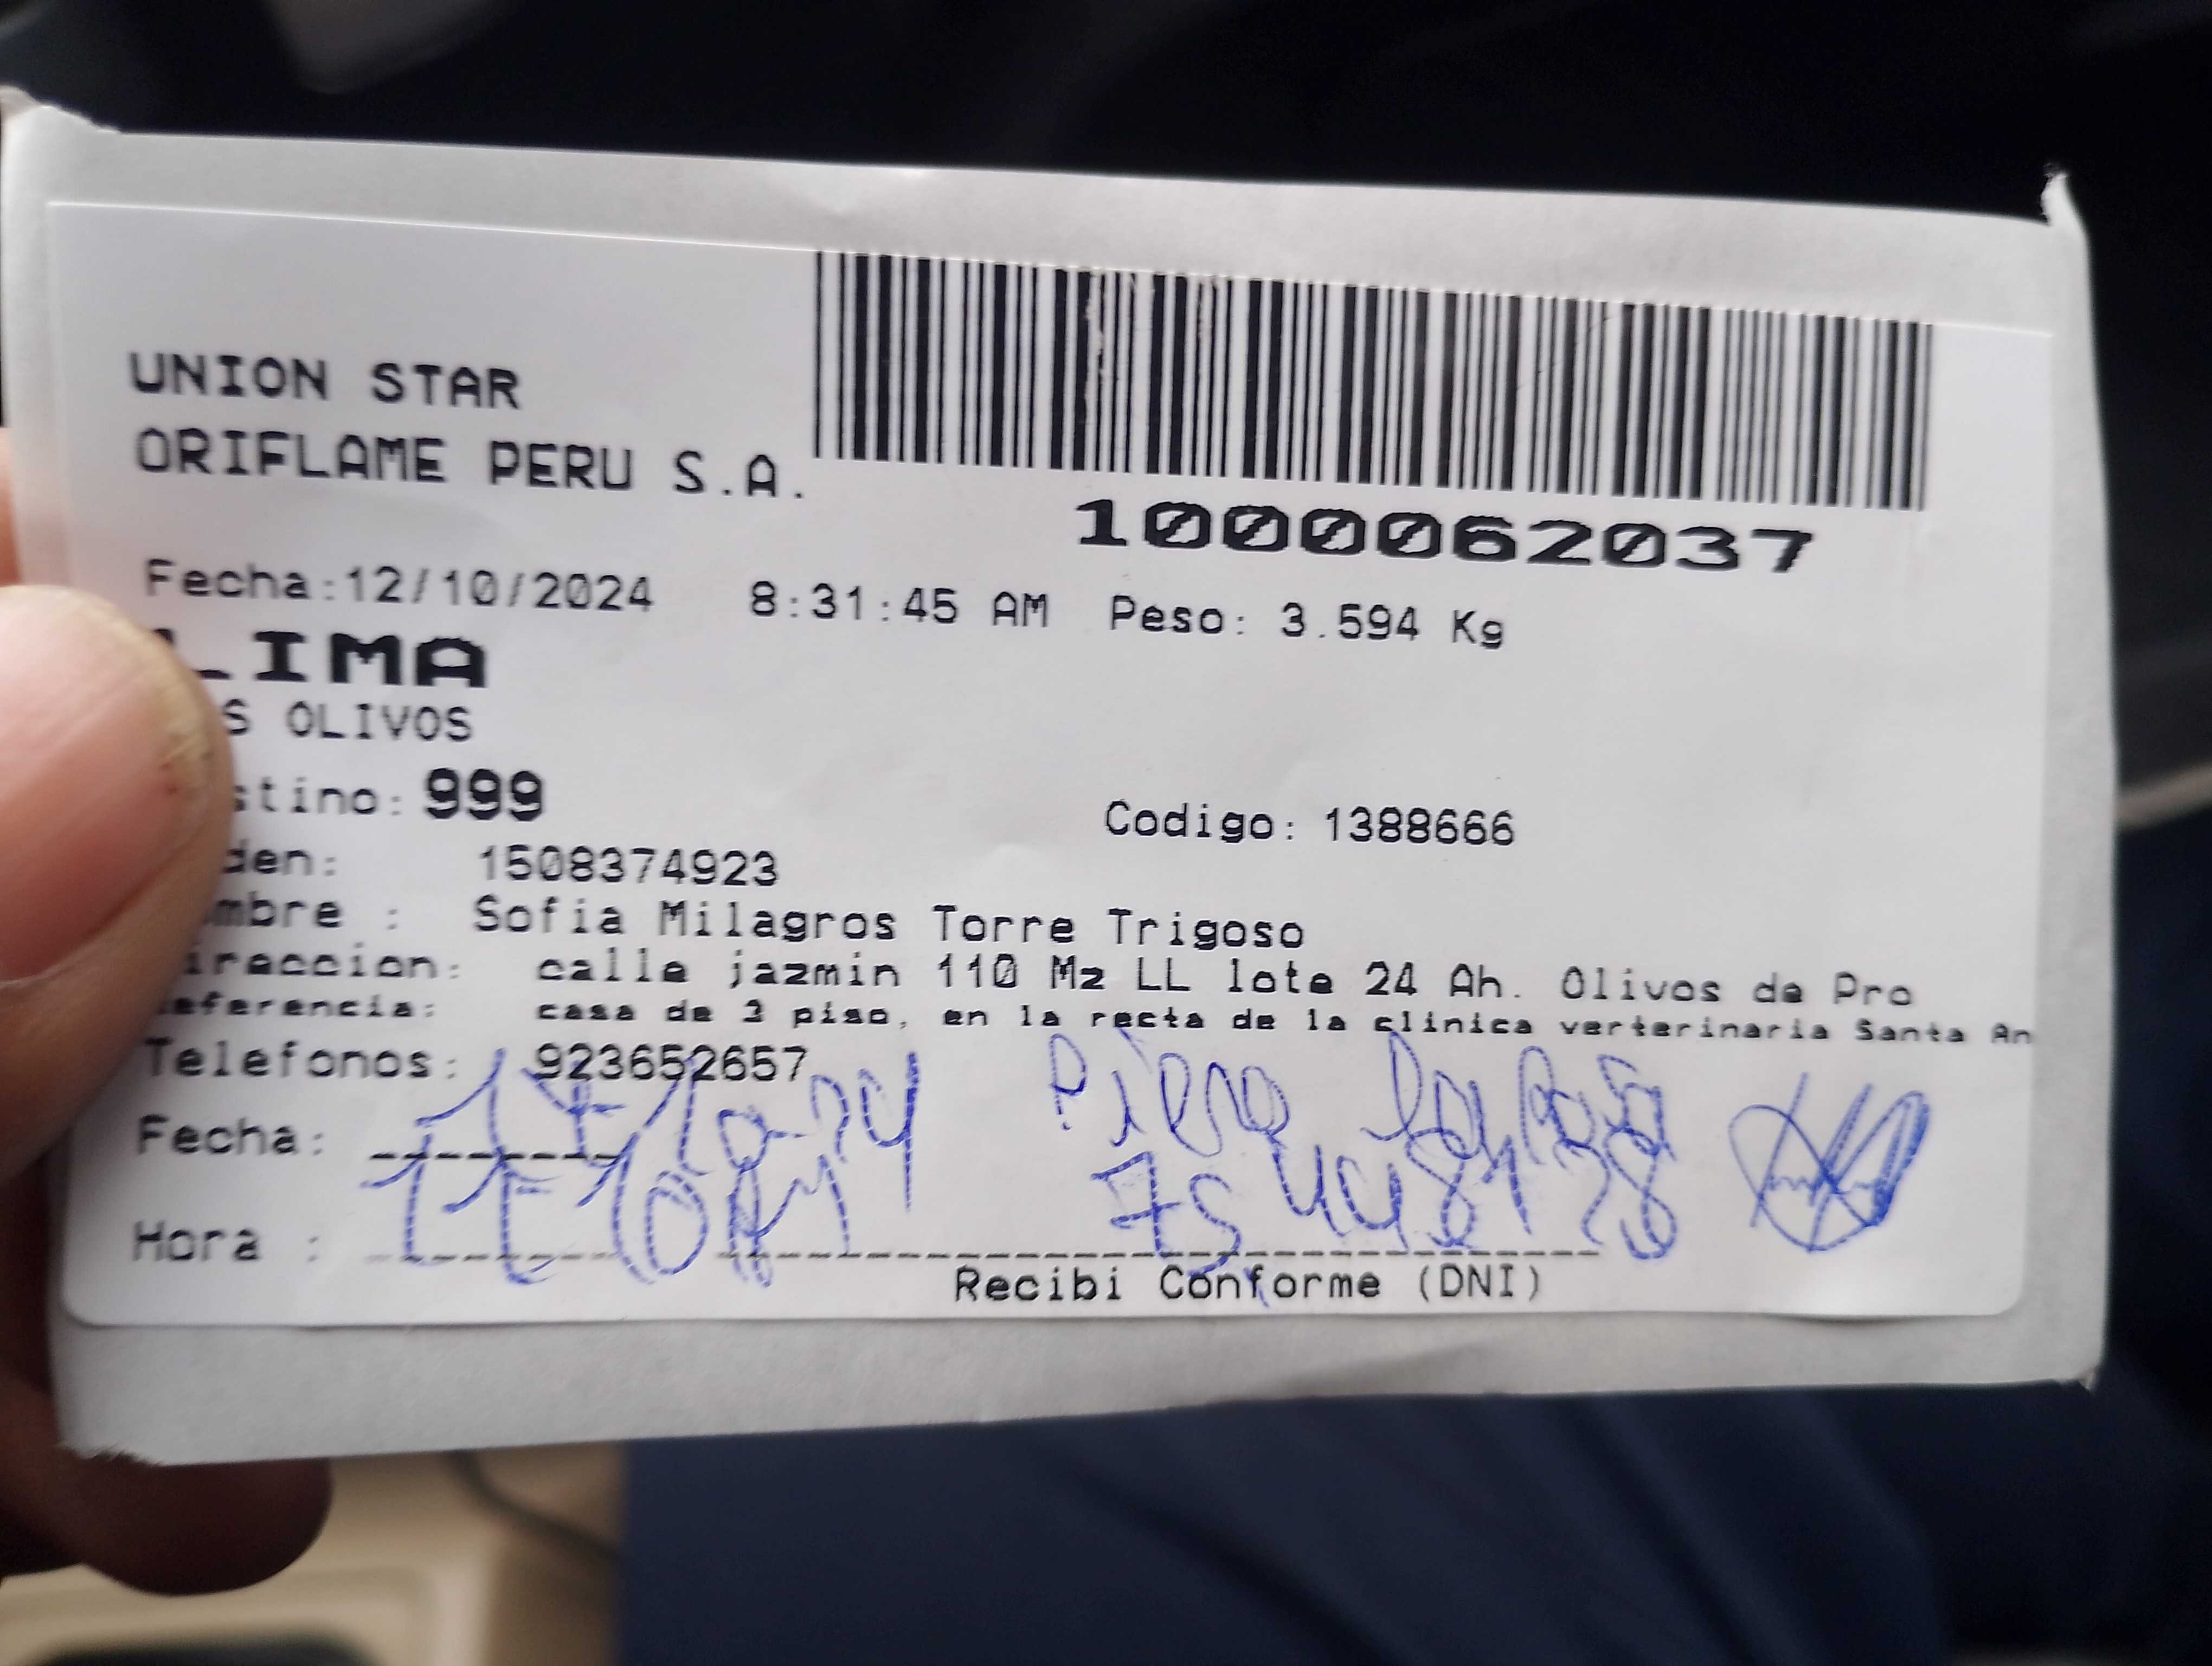 UNION STAR
ORIFLAME PERU S.A.
1000062037
Fecha:12/10/2024 8:31:45 AM Peso: 3.594 Kg
LIMA
S OLIVOS
stino: 999 Codigo: 1388666
den: 1508374923
mbre : Sofia Milagros Torre Trigoso
ireccion: calle jazmin 110 Mz LL lote 24 Ah. Olivos de Pro
eferencia: casa de 2 piso, en la recta de la clinica verterinaria Santa An
Telefonos: 923652657
Fecha:
Hora :
Recibi Conforme (DNI)